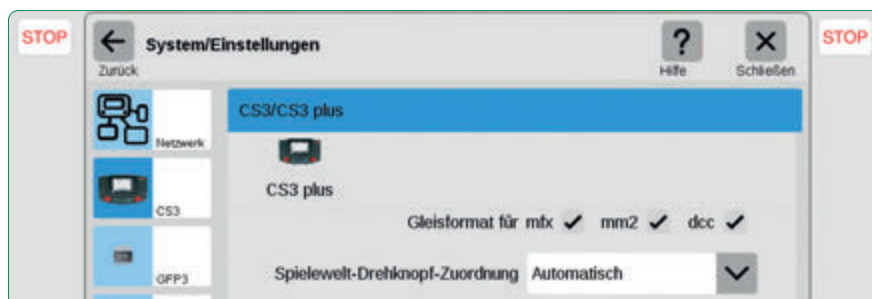 STOP
System/Einstellungen
Zurück
?
Hilfe
Schließen
STOP
Netzwerk
CS3/CS3 plus
CS3
CS3 plus
Gleisformat für mfx mm2 dcc
GFP3
Spielewelt-Drehknopf-Zuordnung Automatisch